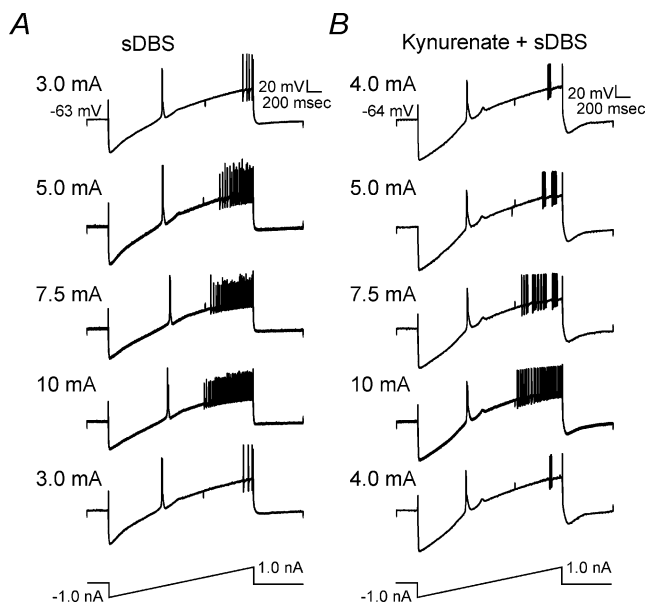 A
sDBS
3.0 mA
-63 mV
20 mV
200 msec
5.0 mA
7.5 mA
10 mA
3.0 mA
1.0 nA
-1.0 nA
B
Kynurenate + sDBS
4.0 mA
-64 mV
20 mV
200 msec
5.0 mA
7.5 mA
10 mA
4.0 mA
1.0 nA
-1.0 nA